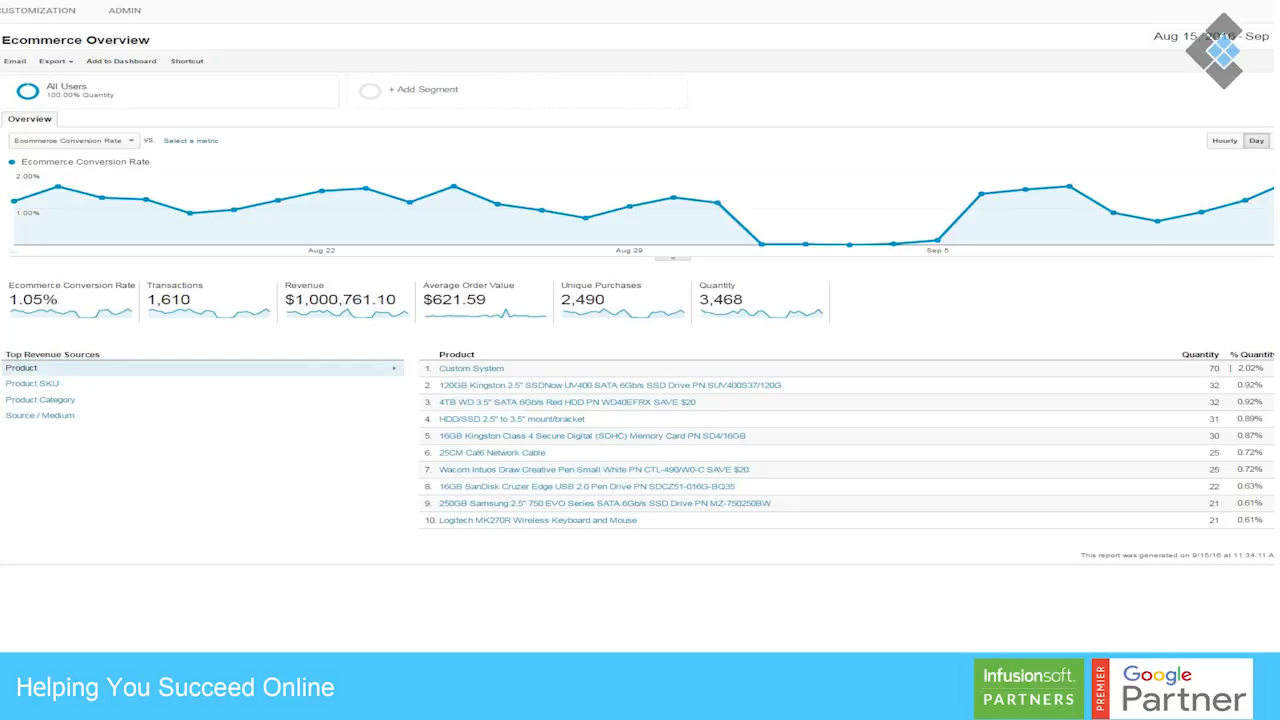 CUSTOMIZATION ADMIN
Ecommerce Overview
Aug 15, 2016 - Sep
Email Export Add to Dashboard Shortcut
All Users
100.00% Quantity
+ Add Segment
Overview
Ecommerce Conversion Rate VS. Select a metric
Hourly Day
Ecommerce Conversion Rate
2.00%
1.00%
... Aug 22 Aug 29 Sep 5
Ecommerce Conversion Rate Transactions Revenue Average Order Value Unique Purchases Quantity
1.05% 1,610 $1,000,761.10 $621.59 2,490 3,468
Top Revenue Sources
Product
Product SKU
Product Category
Source / Medium
Product Quantity % Quantity
1. Custom System 70 2.02%
2. 120GB Kingston 2.5" SSDNow UV400 SATA 6Gb/s SSD Drive PN SUV400S37/120G 32 0.92%
3. 4TB WD 3.5" SATA 6Gb/s Red HDD PN WD40EFRX SAVE $20 32 0.92%
4. HDD/SSD 2.5" to 3.5" mount/bracket 31 0.89%
5. 16GB Kingston Class 4 Secure Digital (SDHC) Memory Card PN SD4/16GB 30 0.87%
6. 25CM Cat6 Network Cable 25 0.72%
7. Wacom Intuos Draw Creative Pen Small White PN CTL-490/W0-C SAVE $20 25 0.72%
8. 16GB SanDisk Cruzer Edge USB 2.0 Pen Drive PN SDCZ51-016G-BQ35 22 0.63%
9. 250GB Samsung 2.5" 750 EVO Series SATA 6Gb/s SSD Drive PN MZ-750250BW 21 0.61%
10. Logitech MK270R Wireless Keyboard and Mouse 21 0.61%
This report was generated on 9/15/16 at 11:34:11 A
Helping You Succeed Online
Infusionsoft.
PARTNERS
PREMIER
Google
Partner